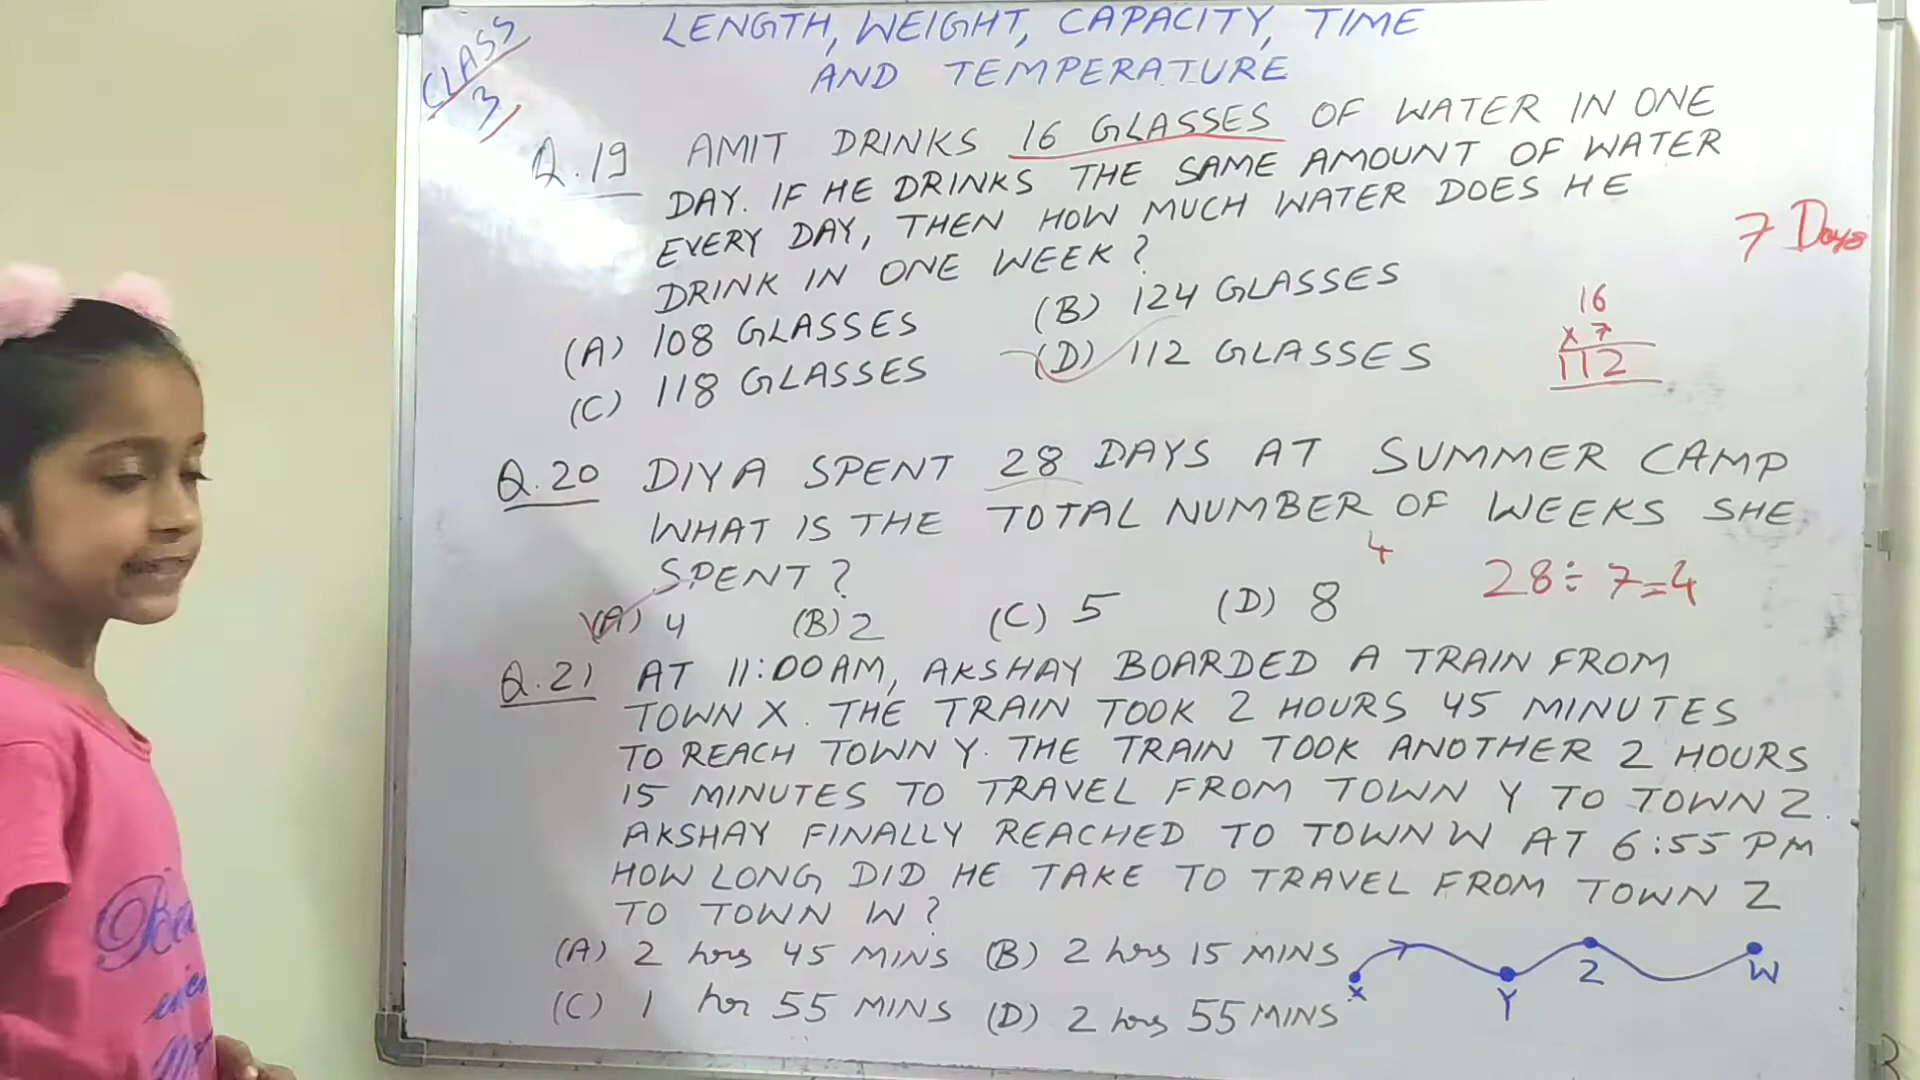 CLASS
3
LENGTH, WEIGHT, CAPACITY, TIME
AND TEMPERATURE
Q.19 AMIT DRINKS 16 GLASSES OF WATER IN ONE
DAY. IF HE DRINKS THE SAME AMOUNT OF WATER
EVERY DAY, THEN HOW MUCH WATER DOES HE
DRINK IN ONE WEEK?
7 Days
(A) 108 GLASSES (B) 124 GLASSES
(C) 118 GLASSES (D) 112 GLASSES
16
x 7
112
Q.20 DIYA SPENT 28 DAYS AT SUMMER CAMP
WHAT IS THE TOTAL NUMBER OF WEEKS SHE
SPENT?
4
28 ÷ 7 = 4
(A) 4 (B) 2 (C) 5 (D) 8
Q.21 AT 11:00 AM, AKSHAY BOARDED A TRAIN FROM
TOWN X. THE TRAIN TOOK 2 HOURS 45 MINUTES
TO REACH TOWN Y. THE TRAIN TOOK ANOTHER 2 HOURS
15 MINUTES TO TRAVEL FROM TOWN Y TO TOWN Z.
AKSHAY FINALLY REACHED TO TOWN W AT 6:55 PM
HOW LONG DID HE TAKE TO TRAVEL FROM TOWN Z
TO TOWN W?
(A) 2 hrs 45 MINS (B) 2 hrs 15 MINS
(C) 1 hr 55 MINS (D) 2 hrs 55 MINS
X Y Z W